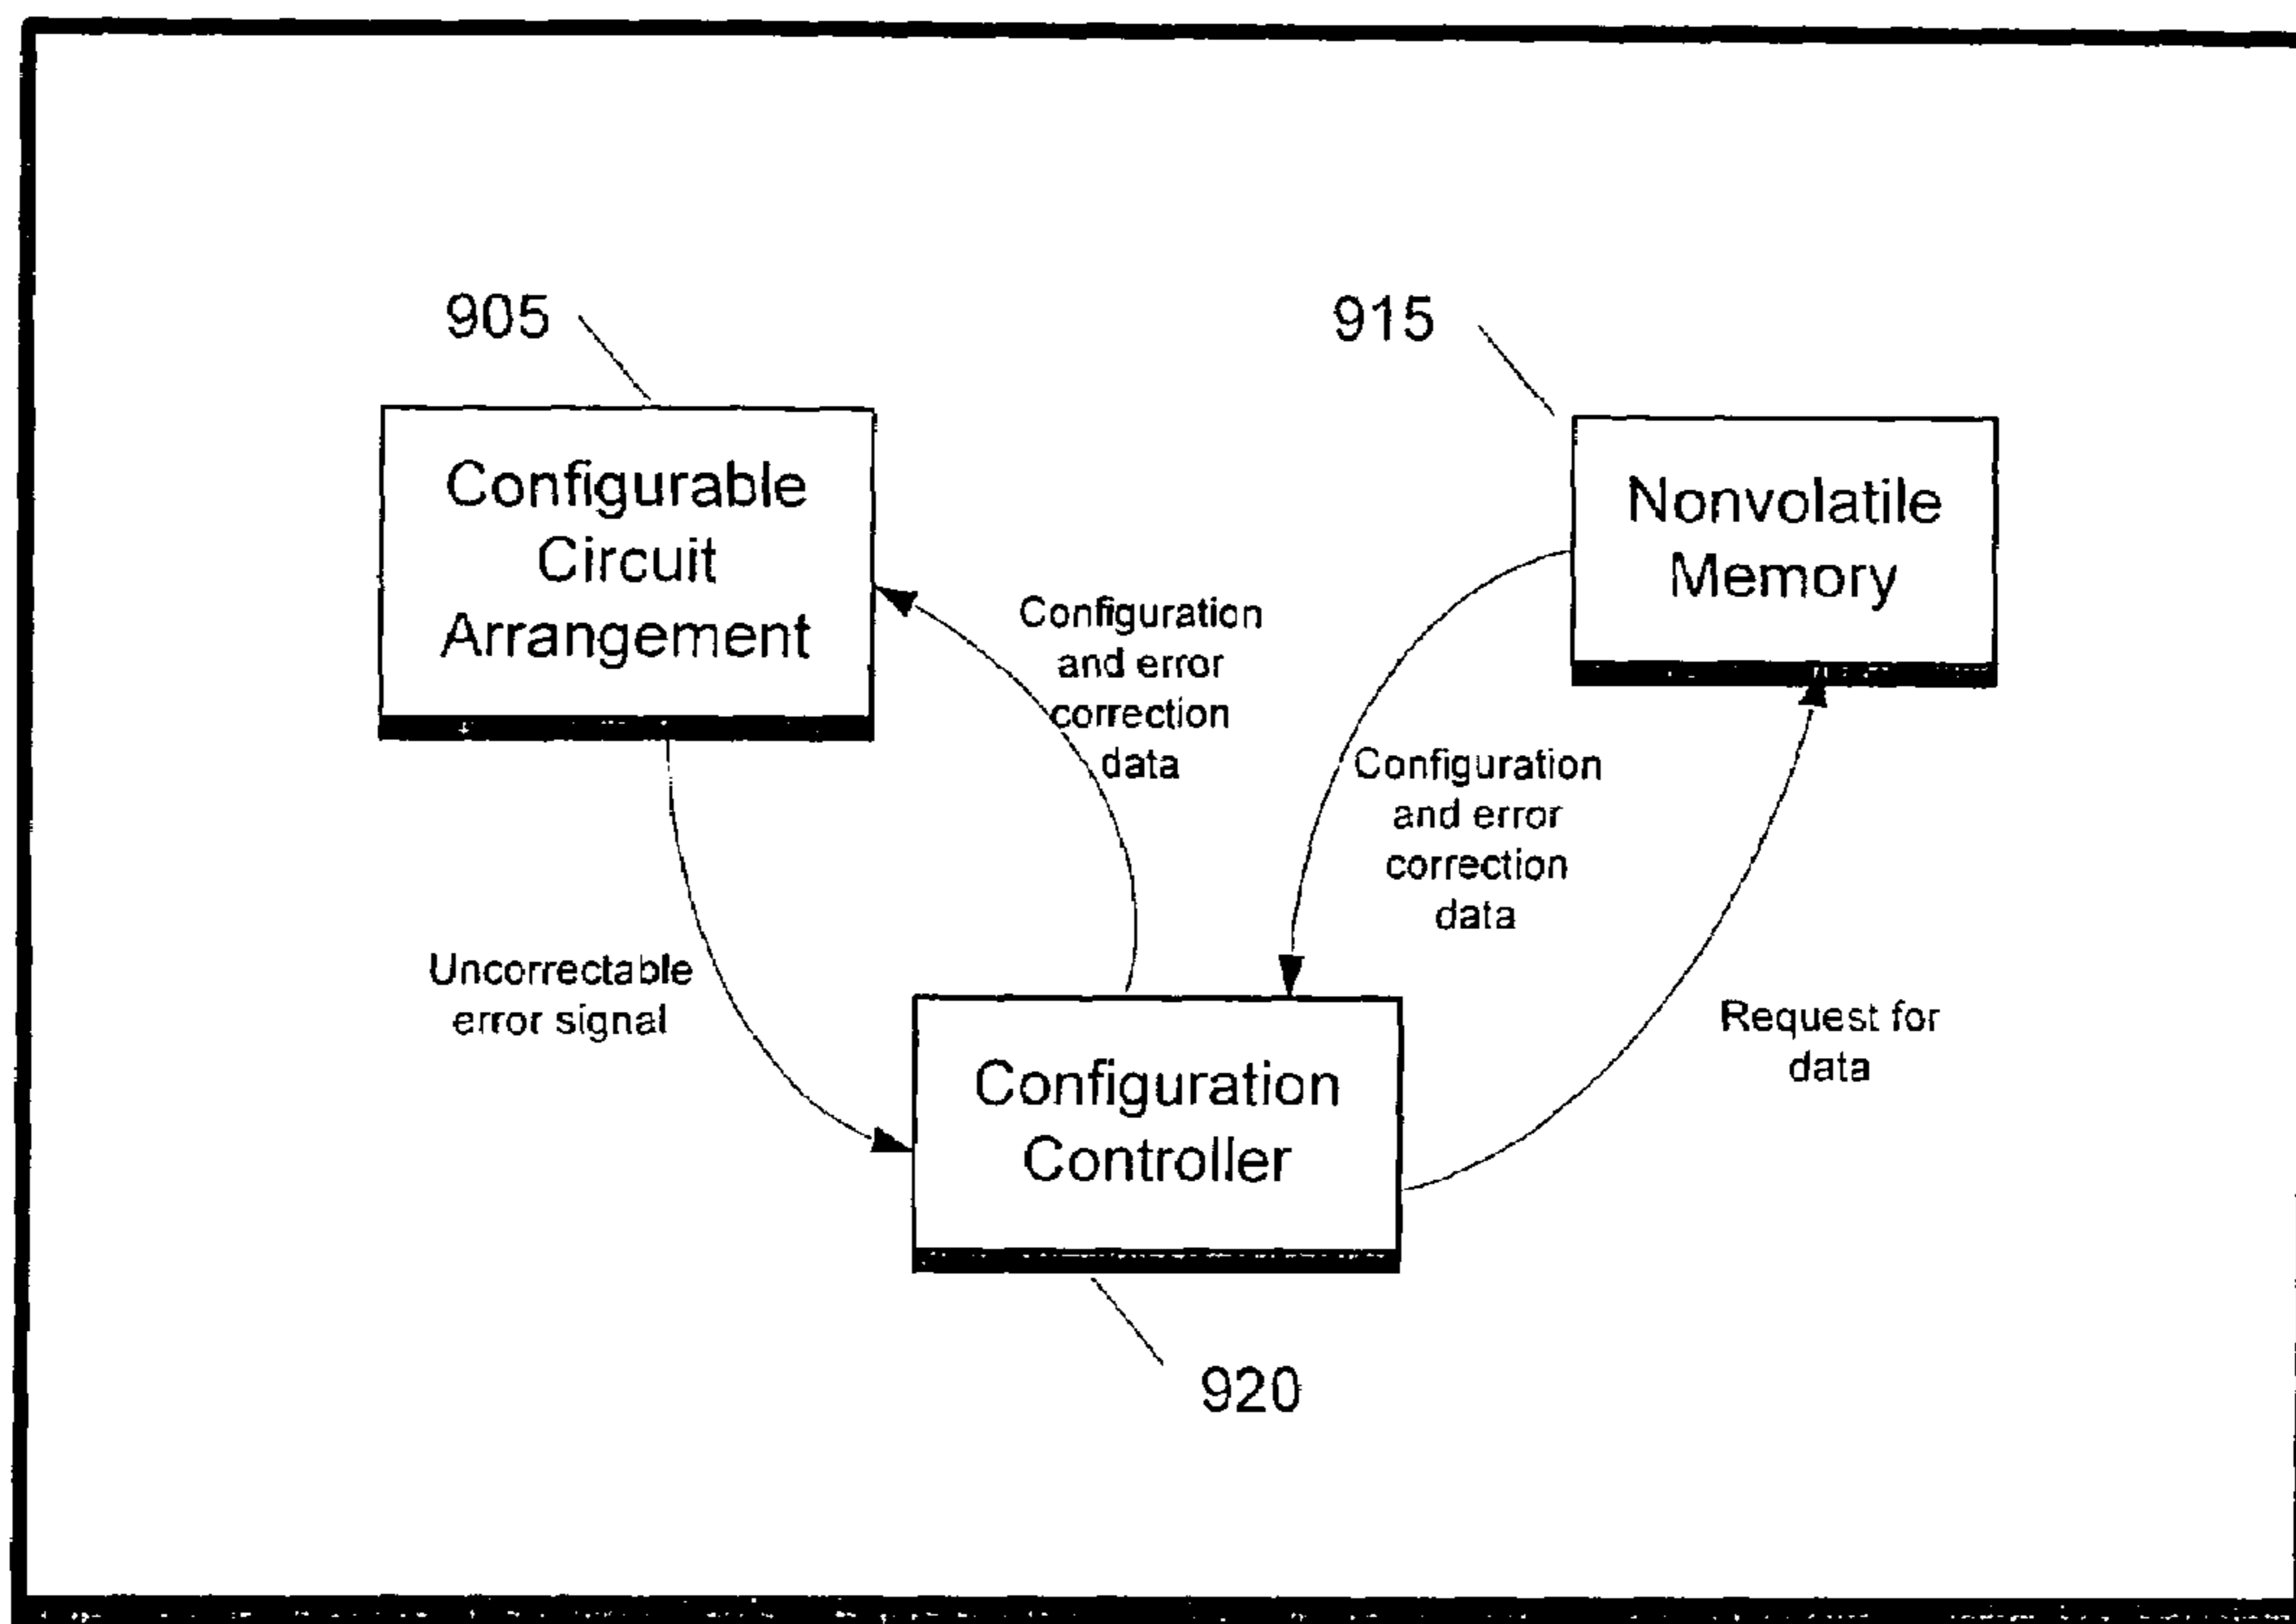 905
915
Configurable
Circuit
Arrangement
Nonvolatile
Memory
Configuration
and error
correction
data
Configuration
and error
correction
data
Uncorrectable
error signal
Request for
data
Configuration
Controller
920